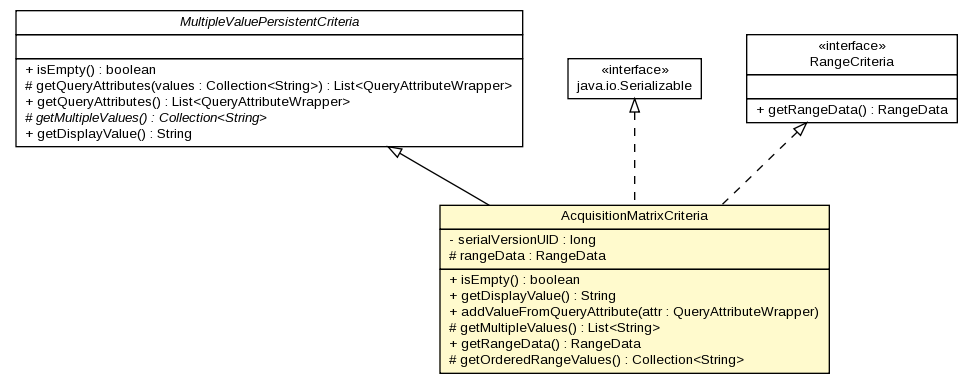 MultipleValuePersistentCriteria
+ isEmpty() : boolean
# getQueryAttributes(values : Collection<String>) : List<QueryAttributeWrapper>
+ getQueryAttributes() : List<QueryAttributeWrapper>
# getMultipleValues() : Collection<String>
+ getDisplayValue() : String
«interface»
java.io.Serializable
«interface»
RangeCriteria
+ getRangeData() : RangeData
AcquisitionMatrixCriteria
- serialVersionUID : long
# rangeData : RangeData
+ isEmpty() : boolean
+ getDisplayValue() : String
+ addValueFromQueryAttribute(attr : QueryAttributeWrapper)
# getMultipleValues() : List<String>
+ getRangeData() : RangeData
# getOrderedRangeValues() : Collection<String>